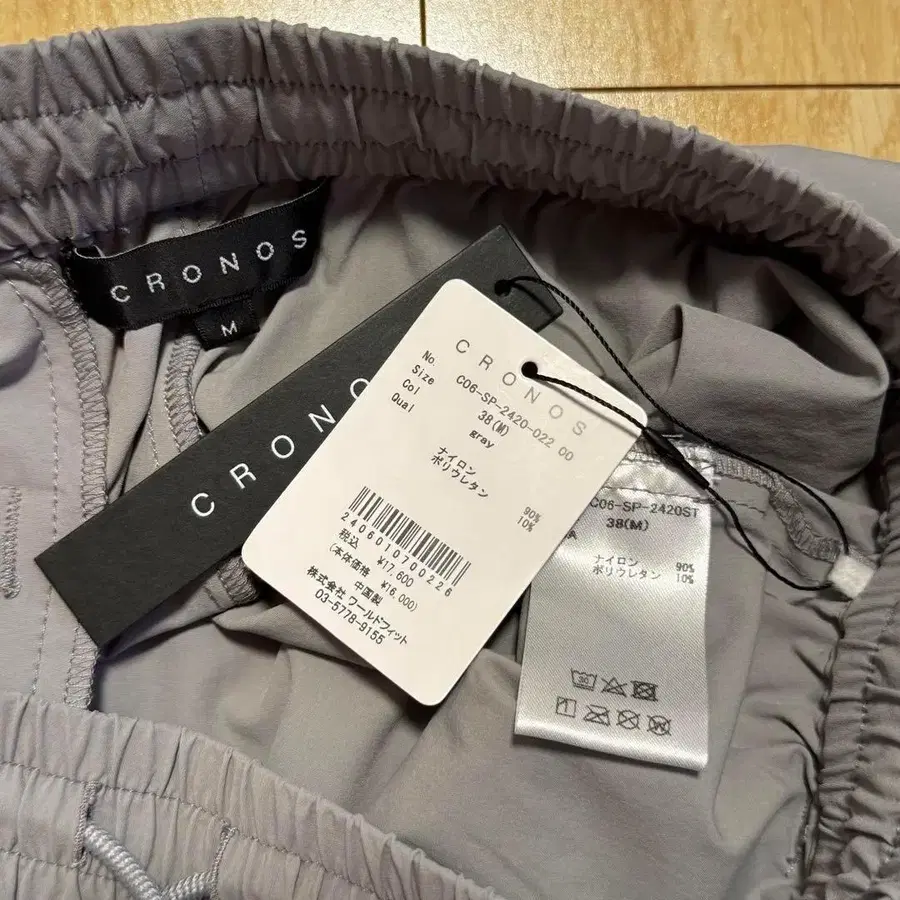 CRONOS
M
CRONO
CRONOS
No. C06-SP-2420-022 00
Size 38(M)
Col gray
Qual ナイロン 90%
ポリウレタン 10%
2406010700226
税込 ¥17,600
(本体価格 ¥16,000)
中国製
株式会社 ワールドフィット
03-5778-9155
C06-SP-2420ST
38(M)
A
ナイロン 90%
ポリウレタン 10%
30